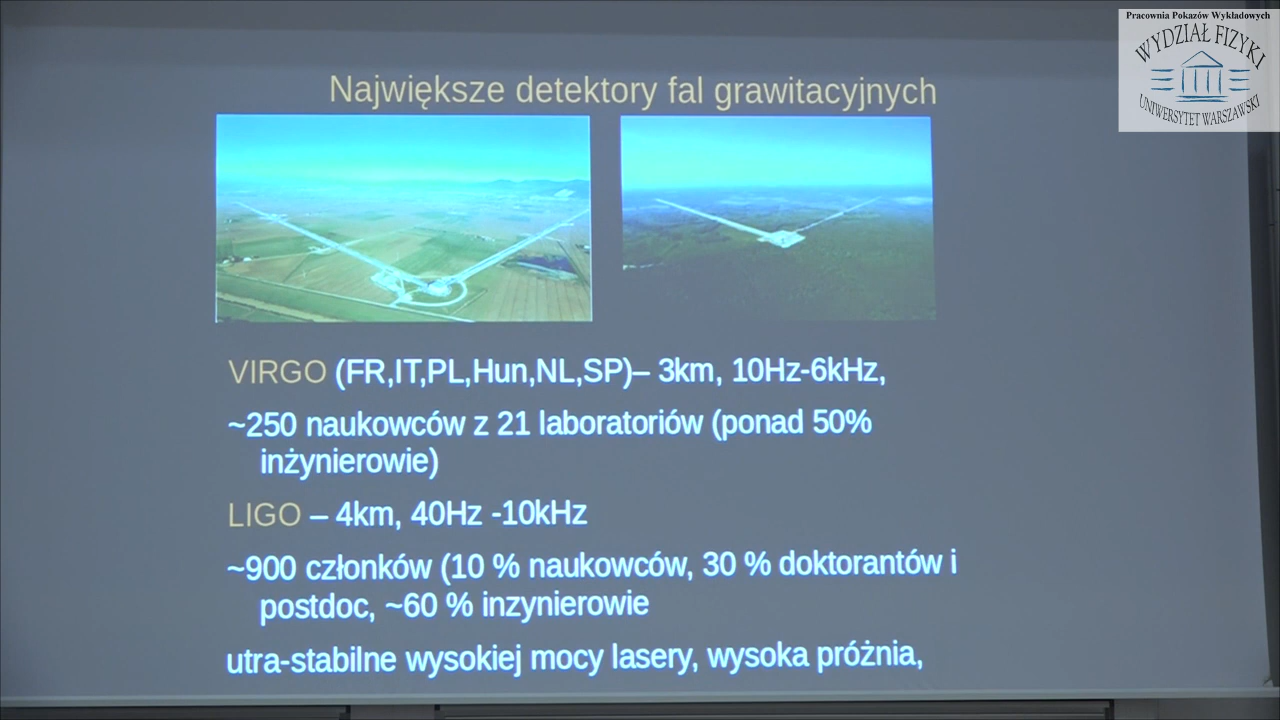 Pracownia Pokazów Wykładowych
WYDZIAŁ FIZYKI
UNIWERSYTET WARSZAWSKI
Największe detektory fal grawitacyjnych
VIRGO (FR,IT,PL,Hun,NL,SP)– 3km, 10Hz-6kHz,
~250 naukowców z 21 laboratoriów (ponad 50%
inżynierowie)
LIGO – 4km, 40Hz -10kHz
~900 członków (10 % naukowców, 30 % doktorantów i
postdoc, ~60 % inzynierowie
utra-stabilne wysokiej mocy lasery, wysoka próżnia,